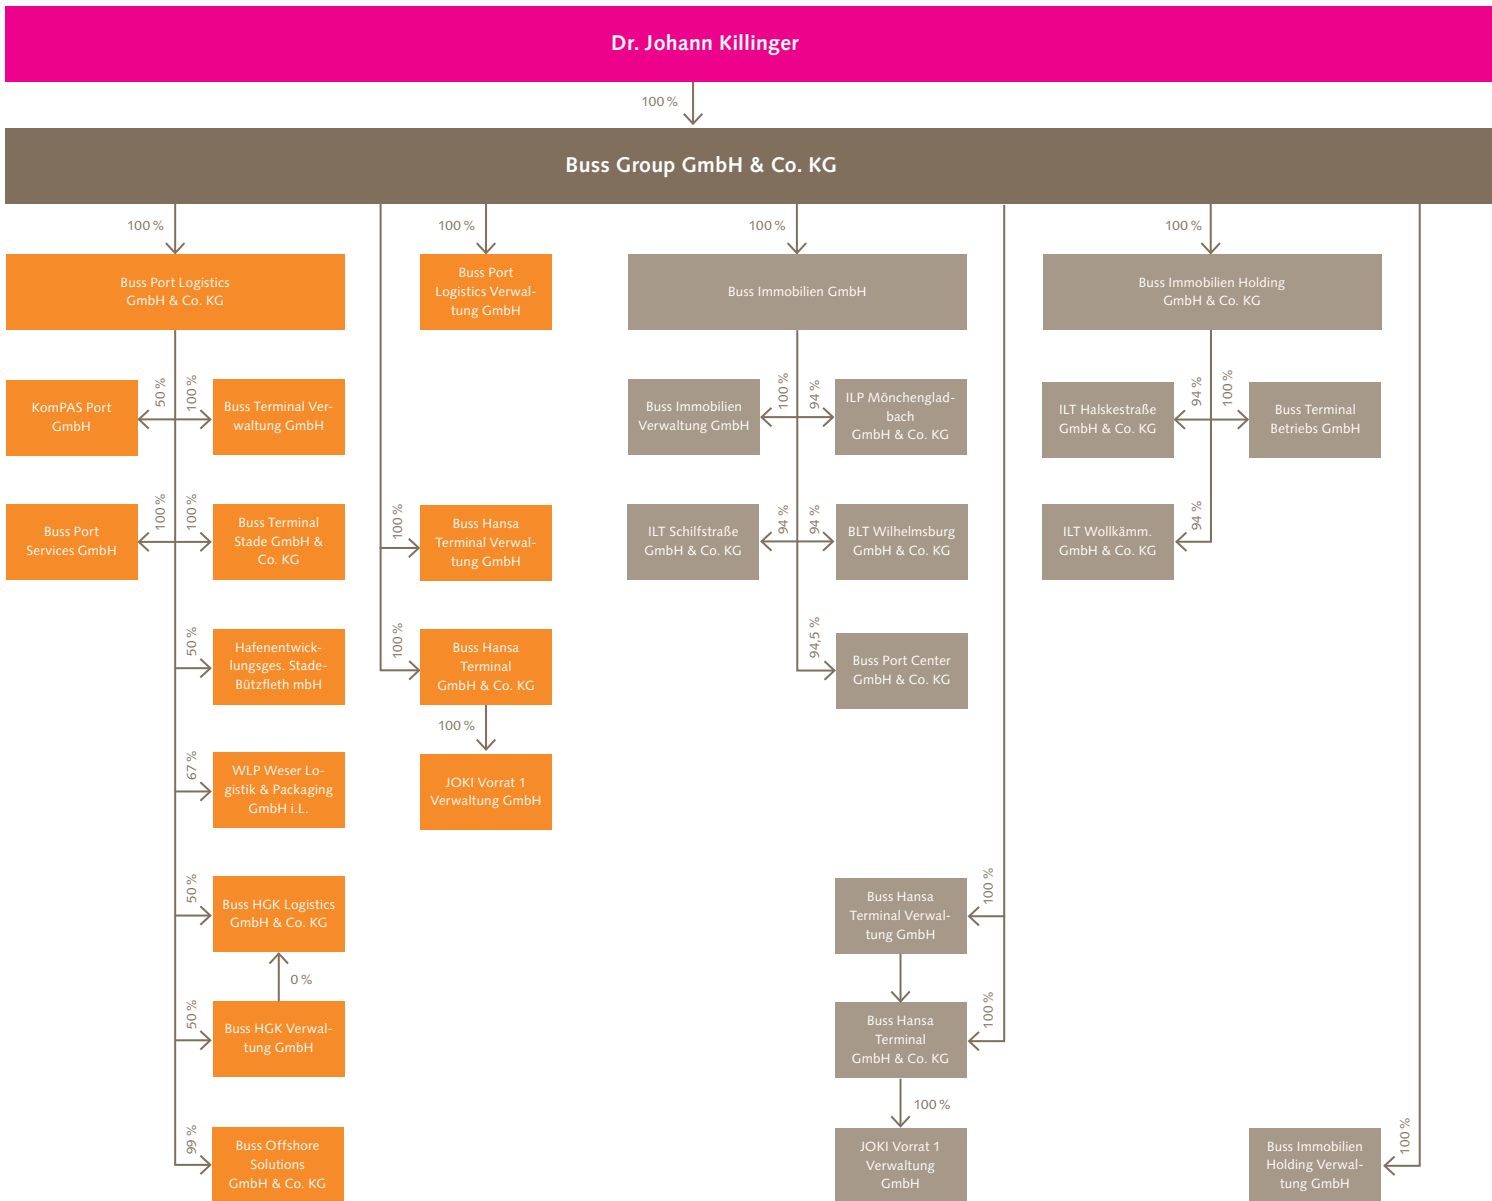 Dr. Johann Killinger
100 %
Buss Group GmbH & Co. KG
100 %
100 %
100 %
100 %
Buss Port Logistics
GmbH & Co. KG
Buss Port
Logistics Verwal-
tung GmbH
Buss Immobilien GmbH
Buss Immobilien Holding
GmbH & Co. KG
KomPAS Port
GmbH
50 %
100 %
Buss Terminal Ver-
waltung GmbH
Buss Immobilien
Verwaltung GmbH
100 %
94 %
ILP Mönchenglad-
bach
GmbH & Co. KG
ILT Halskestraße
GmbH & Co. KG
94 %
100 %
Buss Terminal
Betriebs GmbH
Buss Port
Services GmbH
100 %
100 %
Buss Terminal
Stade GmbH &
Co. KG
100 %
Buss Hansa
Terminal Verwal-
tung GmbH
ILT Schilfstraße
GmbH & Co. KG
94 %
94 %
BLT Wilhelmsburg
GmbH & Co. KG
ILT Wollkämm.
GmbH & Co. KG
94 %
50 %
Hafenentwick-
lungsges. Stade-
Bützfleth mbH
100 %
Buss Hansa
Terminal
GmbH & Co. KG
94,5 %
Buss Port Center
GmbH & Co. KG
100 %
67 %
WLP Weser Lo-
gistik & Packaging
GmbH i.L.
JOKI Vorrat 1
Verwaltung GmbH
50 %
Buss HGK Logistics
GmbH & Co. KG
Buss Hansa
Terminal Verwal-
tung GmbH
100 %
0 %
50 %
Buss HGK Verwal-
tung GmbH
Buss Hansa
Terminal
GmbH & Co. KG
100 %
100 %
99 %
Buss Offshore
Solutions
GmbH & Co. KG
JOKI Vorrat 1
Verwaltung
GmbH
Buss Immobilien
Holding Verwal-
tung GmbH
100 %